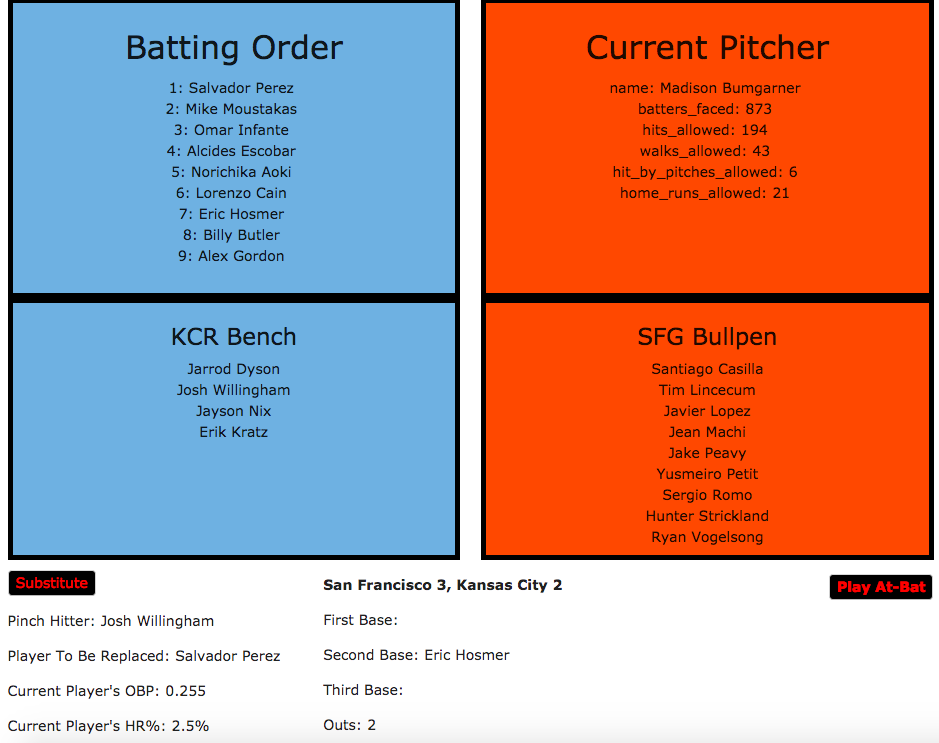 Batting Order
1: Salvador Perez
2: Mike Moustakas
3: Omar Infante
4: Alcides Escobar
5: Norichika Aoki
6: Lorenzo Cain
7: Eric Hosmer
8: Billy Butler
9: Alex Gordon
Current Pitcher
name: Madison Bumgarner
batters_faced: 873
hits_allowed: 194
walks_allowed: 43
hit_by_pitches_allowed: 6
home_runs_allowed: 21
KCR Bench
Jarrod Dyson
Josh Willingham
Jayson Nix
Erik Kratz
SFG Bullpen
Santiago Casilla
Tim Lincecum
Javier Lopez
Jean Machi
Jake Peavy
Yusmeiro Petit
Sergio Romo
Hunter Strickland
Ryan Vogelsong
Substitute
Pinch Hitter: Josh Willingham
Player To Be Replaced: Salvador Perez
Current Player's OBP: 0.255
Current Player's HR%: 2.5%
San Francisco 3, Kansas City 2
First Base:
Second Base: Eric Hosmer
Third Base:
Outs: 2
Play At-Bat